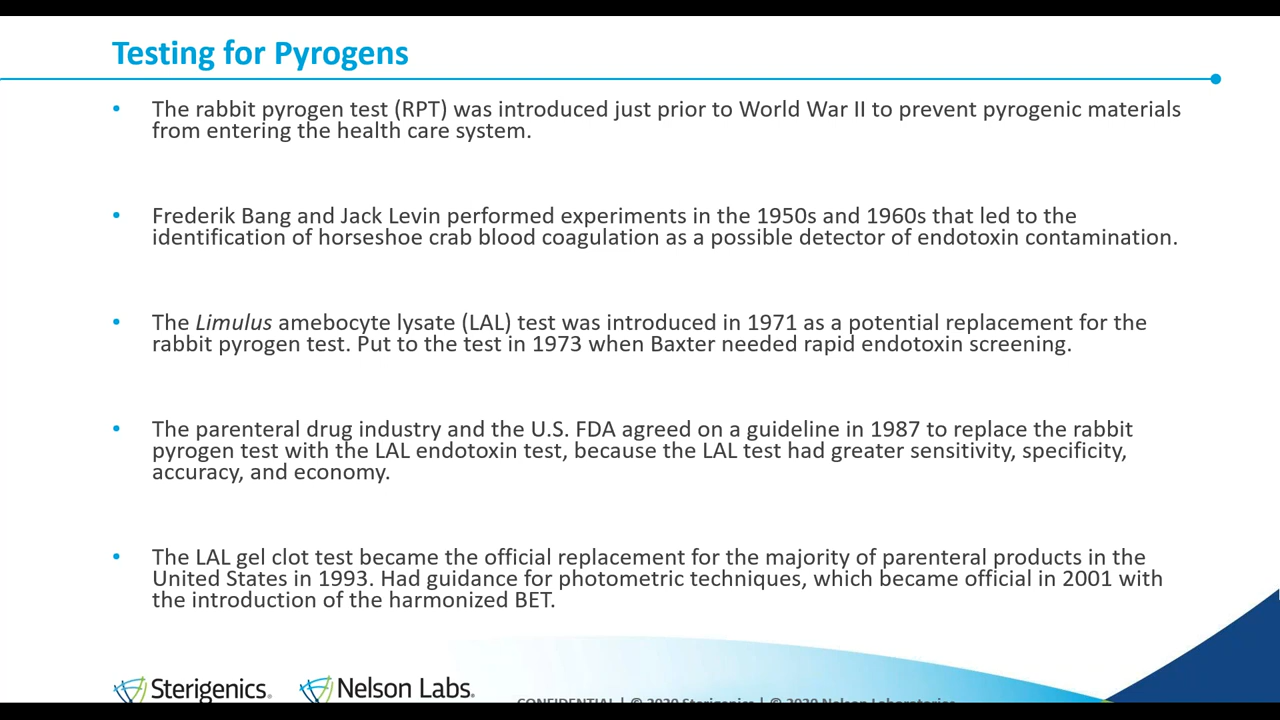 Testing for Pyrogens
• The rabbit pyrogen test (RPT) was introduced just prior to World War II to prevent pyrogenic materials
from entering the health care system.
• Frederik Bang and Jack Levin performed experiments in the 1950s and 1960s that led to the
identification of horseshoe crab blood coagulation as a possible detector of endotoxin contamination.
• The Limulus amebocyte lysate (LAL) test was introduced in 1971 as a potential replacement for the
rabbit pyrogen test. Put to the test in 1973 when Baxter needed rapid endotoxin screening.
• The parenteral drug industry and the U.S. FDA agreed on a guideline in 1987 to replace the rabbit
pyrogen test with the LAL endotoxin test, because the LAL test had greater sensitivity, specificity,
accuracy, and economy.
• The LAL gel clot test became the official replacement for the majority of parenteral products in the
United States in 1993. Had guidance for photometric techniques, which became official in 2001 with
the introduction of the harmonized BET.
Sterigenics® Nelson Labs®
CONFIDENTIAL | © 2020 Sterigenics | © 2020 Nelson Laboratories